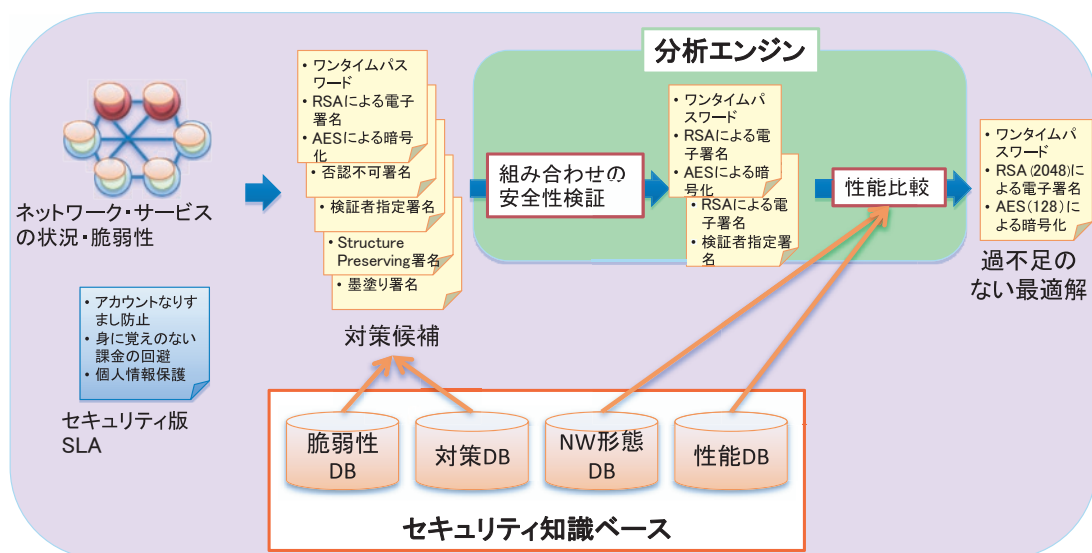 分析エンジン
ネットワーク・サービス
の状況・脆弱性
・アカウントなりす
まし防止
・身に覚えのない
課金の回避
・個人情報保護
セキュリティ版
SLA
・ワンタイムパス
ワード
・RSAによる電子
署名
・AESによる暗号
化
・否認不可署名
・検証者指定署名
・Structure
Preserving署名
・墨塗り署名
対策候補
組み合わせの
安全性検証
・ワンタイムパ
スワード
・RSAによる電
子署名
・AESによる暗
号化
・RSAによる電
子署名
・検証者指定署
名
性能比較
・ワンタイムパ
スワード
・RSA(2048)に
よる電子署名
・AES(128)に
よる暗号化
過不足の
ない最適解
脆弱性
DB
対策DB
NW形態
DB
性能DB
セキュリティ知識ベース